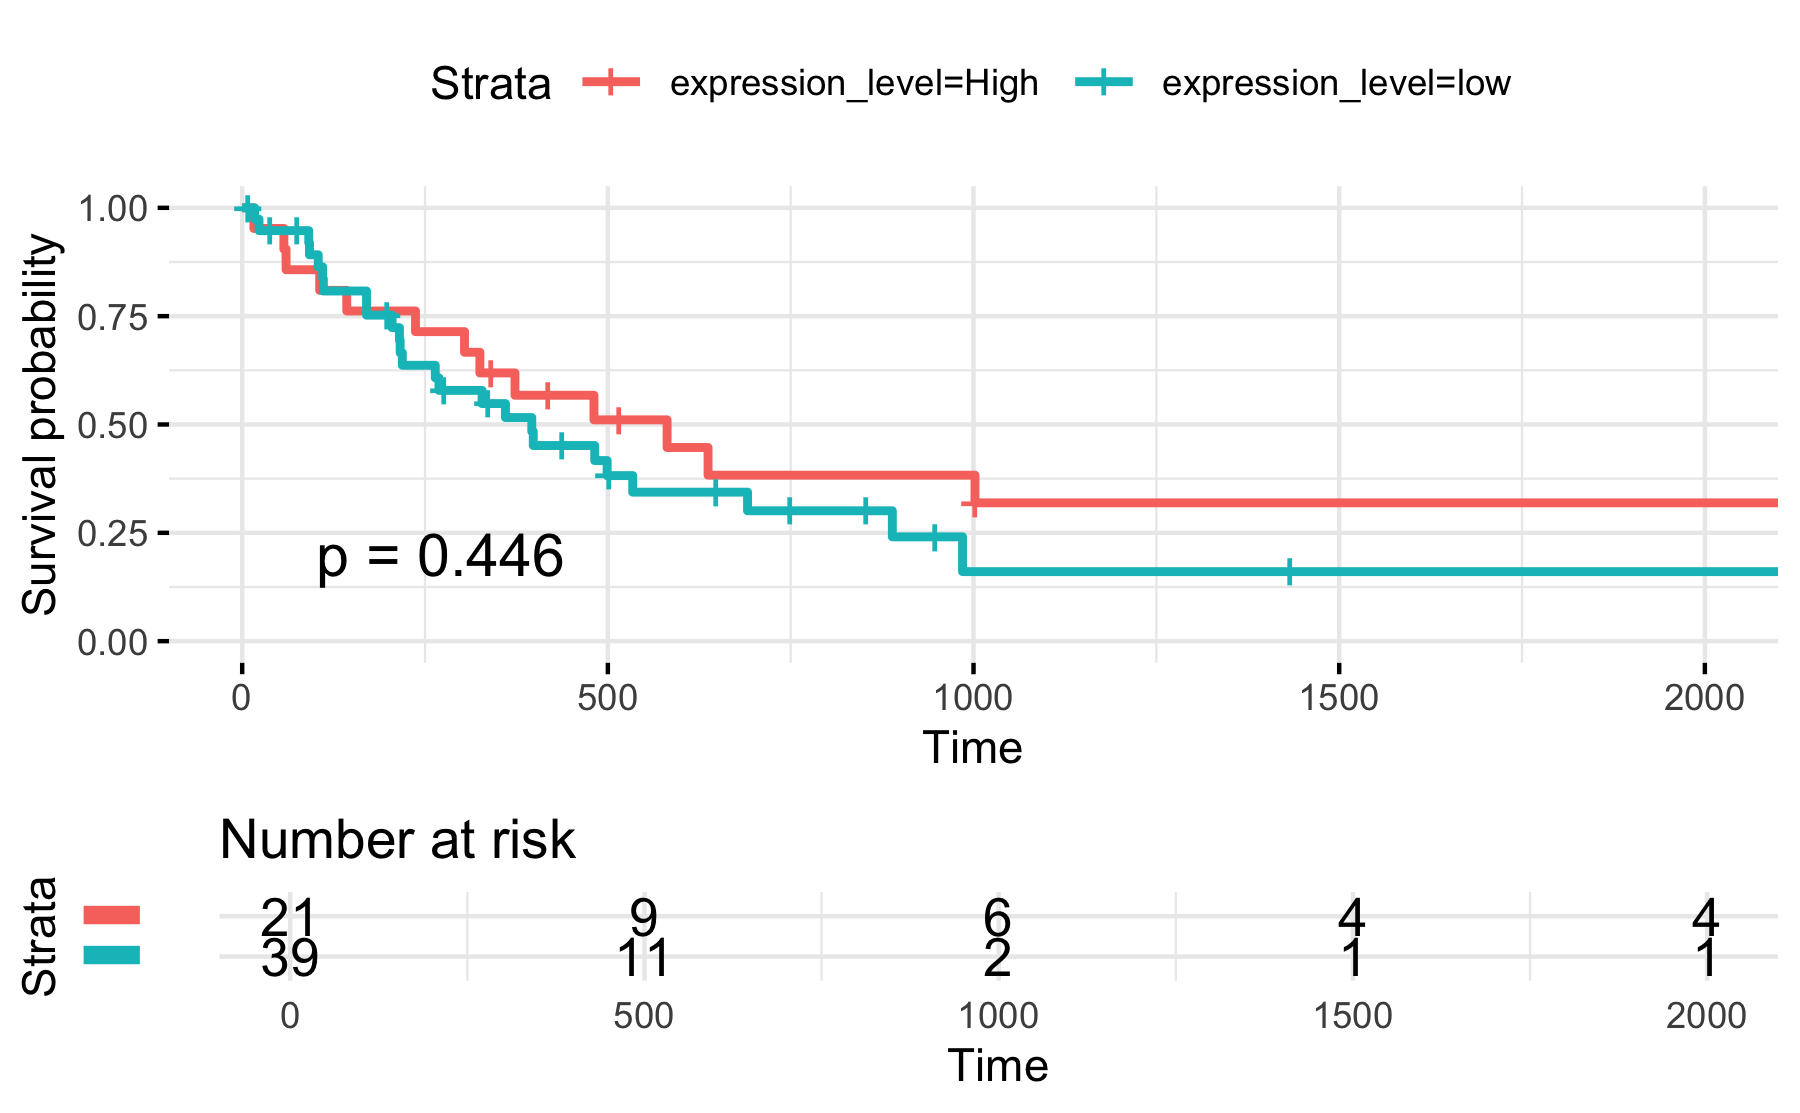 Strata expression_level=High expression_level=low
Survival probability
1.00
0.75
0.50
0.25
0.00
p = 0.446
0 500 1000 1500 2000
Time
Number at risk
Strata
21 9 6 4 4
39 11 2 1 1
0 500 1000 1500 2000
Time